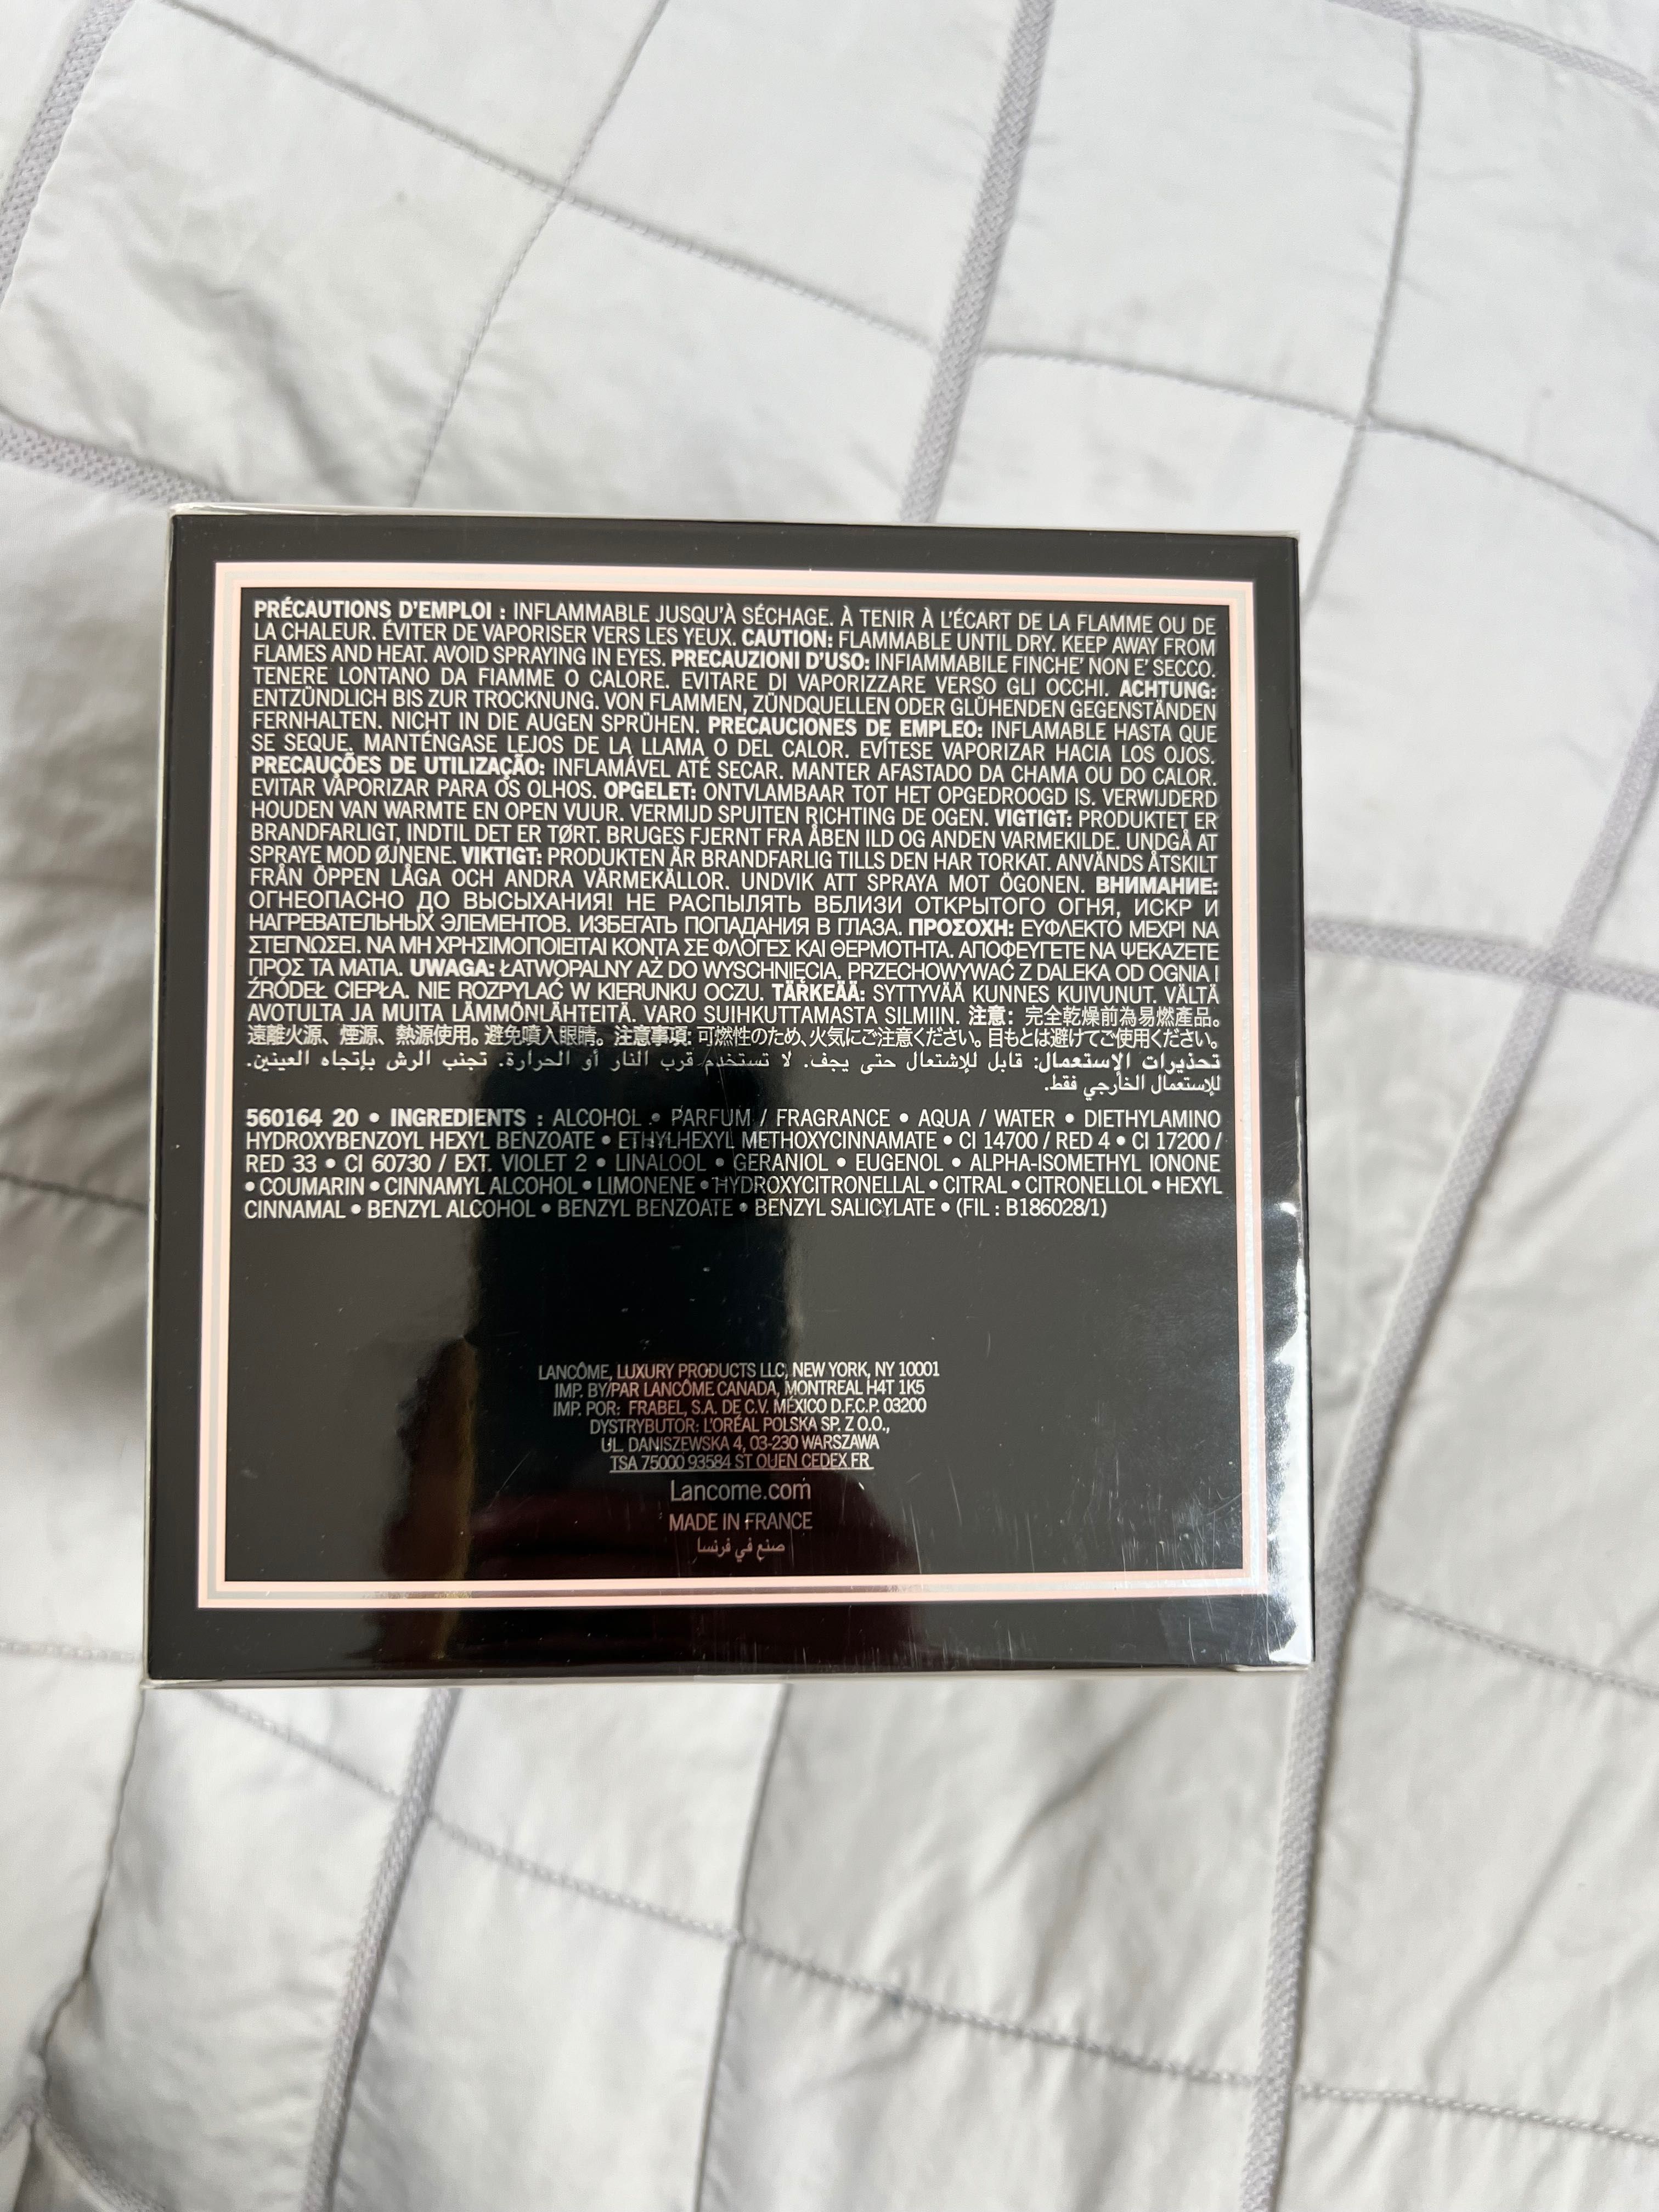 PRÉCAUTIONS D'EMPLOI : INFLAMMABLE JUSQU'À SÉCHAGE. À TENIR À L'ÉCART DE LA FLAMME OU DE
LA CHALEUR. ÉVITER DE VAPORISER VERS LES YEUX. CAUTION: FLAMMABLE UNTIL DRY. KEEP AWAY FROM
FLAMES AND HEAT. AVOID SPRAYING IN EYES. PRECAUZIONI D'USO: INFIAMMABILE FINCHE' NON E' SECCO.
TENERE LONTANO DA FIAMME O CALORE. EVITARE DI VAPORIZZARE VERSO GLI OCCHI. ACHTUNG:
ENTZÜNDLICH BIS ZUR TROCKNUNG. VON FLAMMEN, ZÜNDQUELLEN ODER GLÜHENDEN GEGENSTÄNDEN
FERNHALTEN. NICHT IN DIE AUGEN SPRÜHEN. PRECAUCIONES DE EMPLEO: INFLAMABLE HASTA QUE
SE SEQUE. MANTÉNGASE LEJOS DE LA LLAMA O DEL CALOR. EVÍTESE VAPORIZAR HACIA LOS OJOS.
PRECAUÇÕES DE UTILIZAÇÃO: INFLAMÁVEL ATÉ SECAR. MANTER AFASTADO DA CHAMA OU DO CALOR.
EVITAR VAPORIZAR PARA OS OLHOS. OPGELET: ONTVLAMBAAR TOT HET OPGEDROOGD IS. VERWIJDERD
HOUDEN VAN WARMTE EN OPEN VUUR. VERMIJD SPUITEN RICHTING DE OGEN. VIGTIGT: PRODUKTET ER
BRANDFARLIGT, INDTIL DET ER TØRT. BRUGES FJERNT FRA ÅBEN ILD OG ANDEN VARMEKILDE. UNDGÅ AT
SPRAYE MOD ØJNENE. VIKTIGT: PRODUKTEN ÄR BRANDFARLIG TILLS DEN HAR TORKAT. ANVÄNDS ÅTSKILT
FRÅN ÖPPEN LÅGA OCH ANDRA VÄRMEKÄLLOR. UNDVIK ATT SPRAYA MOT ÖGONEN. ВНИМАНИЕ:
ОГНЕОПАСНО ДО ВЫСЫХАНИЯ! НЕ РАСПЫЛЯТЬ ВБЛИЗИ ОТКРЫТОГО ОГНЯ, ИСКР И
НАГРЕВАТЕЛЬНЫХ ЭЛЕМЕНТОВ. ИЗБЕГАТЬ ПОПАДАНИЯ В ГЛАЗА. ΠΡΟΣΟΧΗ: ΕΥΦΛΕΚΤΟ ΜΕΧΡΙ ΝΑ
ΣΤΕΓΝΩΣΕΙ. ΝΑ ΜΗ ΧΡΗΣΙΜΟΠΟΙΕΙΤΑΙ ΚΟΝΤΑ ΣΕ ΦΛΟΓΕΣ ΚΑΙ ΘΕΡΜΟΤΗΤΑ. ΑΠΟΦΕΥΓΕΤΕ ΝΑ ΨΕΚΑΖΕΤΕ
ΠΡΟΣ ΤΑ ΜΑΤΙΑ. UWAGA: ŁATWOPALNY AŻ DO WYSCHNIĘCIA. PRZECHOWYWAĆ Z DALEKA OD OGNIA I
ŹRÓDEŁ CIEPŁA. NIE ROZPYLAĆ W KIERUNKU OCZU. TÄRKEÄÄ: SYTTYVÄÄ KUNNES KUIVUNUT. VÄLTÄ
AVOTULTA JA MUITA LÄMMÖNLÄHTEITÄ. VARO SUIHKUTTAMASTA SILMIIN. 注意：完全乾燥前為易燃產品。
遠離火源、煙源、熱源使用。避免噴入眼睛。注意事項: 可燃性のため、火気にご注意ください。目もとは避けてご使用ください。
تحذيرات الإستعمال: قابل للإشتعال حتى يجف. لا تستخدم قرب النار أو الحرارة. تجنب الرش بإتجاه العينين.
للإستعمال الخارجي فقط.
560164 20 • INGREDIENTS : ALCOHOL • PARFUM / FRAGRANCE • AQUA / WATER • DIETHYLAMINO
HYDROXYBENZOYL HEXYL BENZOATE • ETHYLHEXYL METHOXYCINNAMATE • CI 14700 / RED 4 • CI 17200 /
RED 33 • CI 60730 / EXT. VIOLET 2 • LINALOOL • GERANIOL • EUGENOL • ALPHA-ISOMETHYL IONONE
• COUMARIN • CINNAMYL ALCOHOL • LIMONENE • HYDROXYCITRONELLAL • CITRAL • CITRONELLOL • HEXYL
CINNAMAL • BENZYL ALCOHOL • BENZYL BENZOATE • BENZYL SALICYLATE • (FIL : B186028/1)
LANCÔME, LUXURY PRODUCTS LLC, NEW YORK, NY 10001
IMP. BY/PAR LANCÔME CANADA, MONTREAL H4T 1K5
IMP. POR: FRABEL, S.A. DE C.V. MÉXICO D.F.C.P. 03200
DYSTRYBUTOR: L'ORÉAL POLSKA SP. Z O.O.,
UL. DANISZEWSKA 4, 03-230 WARSZAWA
TSA 75000 93584 ST OUEN CEDEX FR
Lancome.com
MADE IN FRANCE
صنع في فرنسا